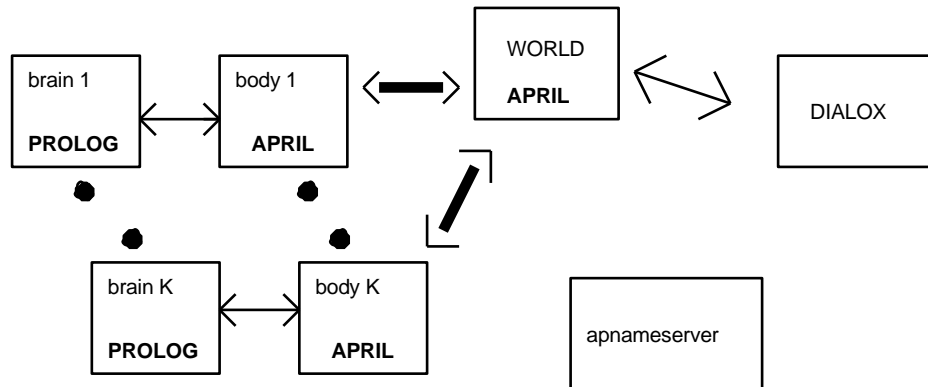 brain 1
PROLOG
body 1
APRIL
WORLD
APRIL
DIALOX
brain K
PROLOG
body K
APRIL
apnameserver